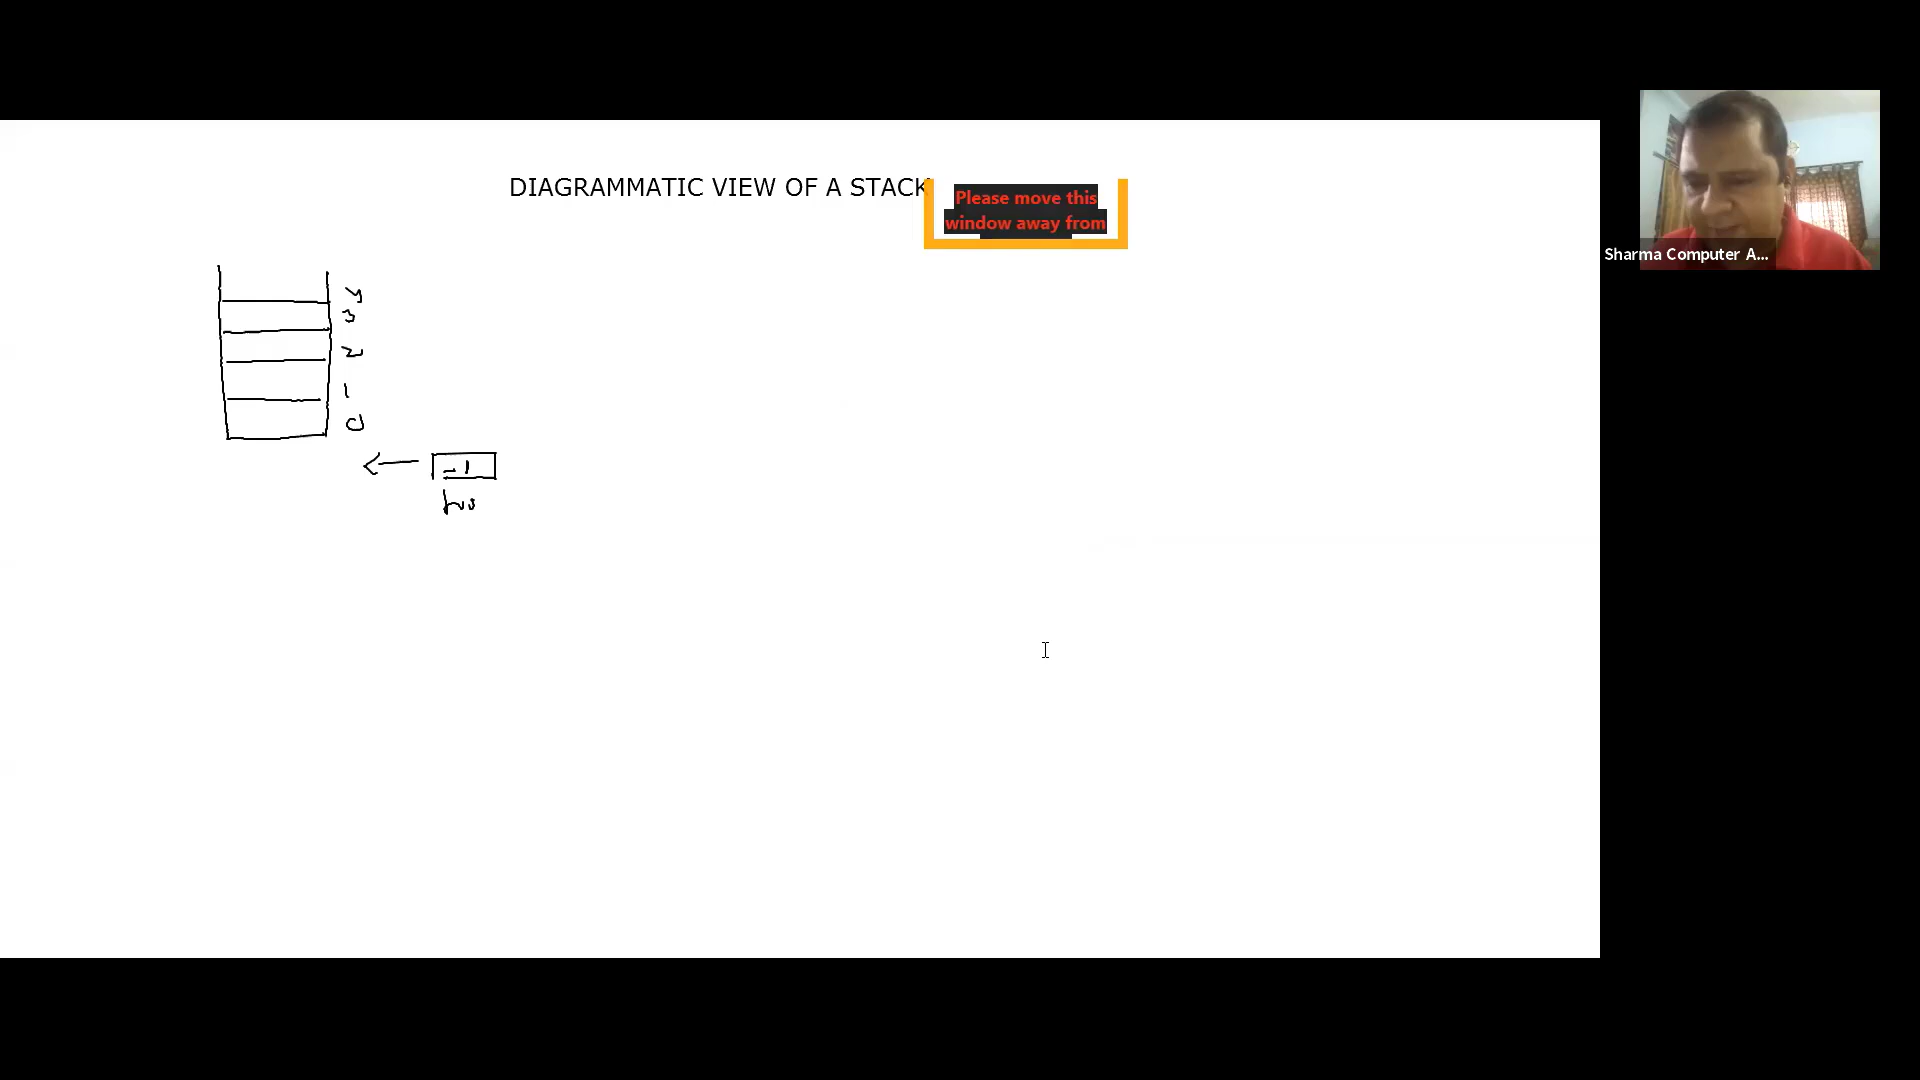 DIAGRAMMATIC VIEW OF A STACK
Please move this
window away from
Sharma Computer A...
4
3
2
1
0
-1